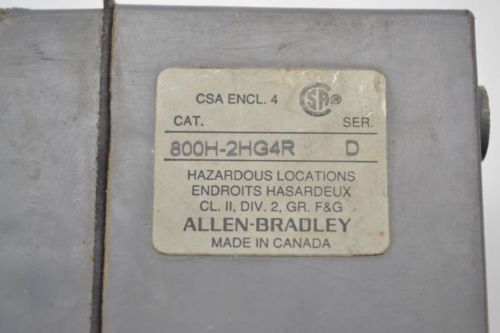 CSA ENCL. 4
SA®
CAT. SER.
800H-2HG4R D
HAZARDOUS LOCATIONS
ENDROITS HASARDEUX
CL. II, DIV. 2, GR. F&G
ALLEN-BRADLEY
MADE IN CANADA